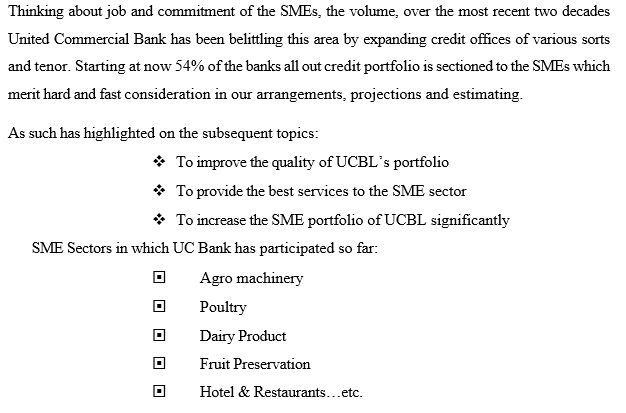 Thinking about job and commitment of the SMEs, the volume, over the most recent two decades
United Commercial Bank has been belittling this area by expanding credit offices of various sorts
and tenor. Starting at now 54% of the banks all out credit portfolio is sectioned to the SMEs which
merit hard and fast consideration in our arrangements, projections and estimating.
As such has highlighted on the subsequent topics:
❖ To improve the quality of UCBL's portfolio
❖ To provide the best services to the SME sector
❖ To increase the SME portfolio of UCBL significantly
SME Sectors in which UC Bank has participated so far:
▣ Agro machinery
▣ Poultry
▣ Dairy Product
▣ Fruit Preservation
▣ Hotel & Restaurants…etc.